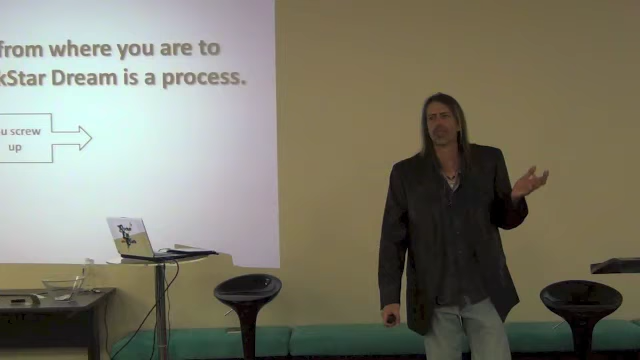 from where you are to
kStar Dream is a process.
u screw
up